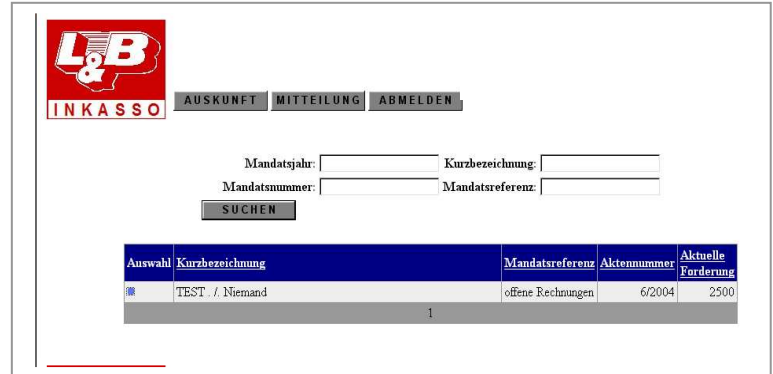 L&B
INKASSO
AUSKUNFT MITTEILUNG ABMELDEN
Mandatsjahr: Kurzbezeichnung:
Mandatsnummer: Mandatsreferenz:
SUCHEN
Auswahl Kurzbezeichnung Mandatsreferenz Aktennummer Aktuelle Forderung
TEST . /. Niemand offene Rechnungen 6/2004 2500
1